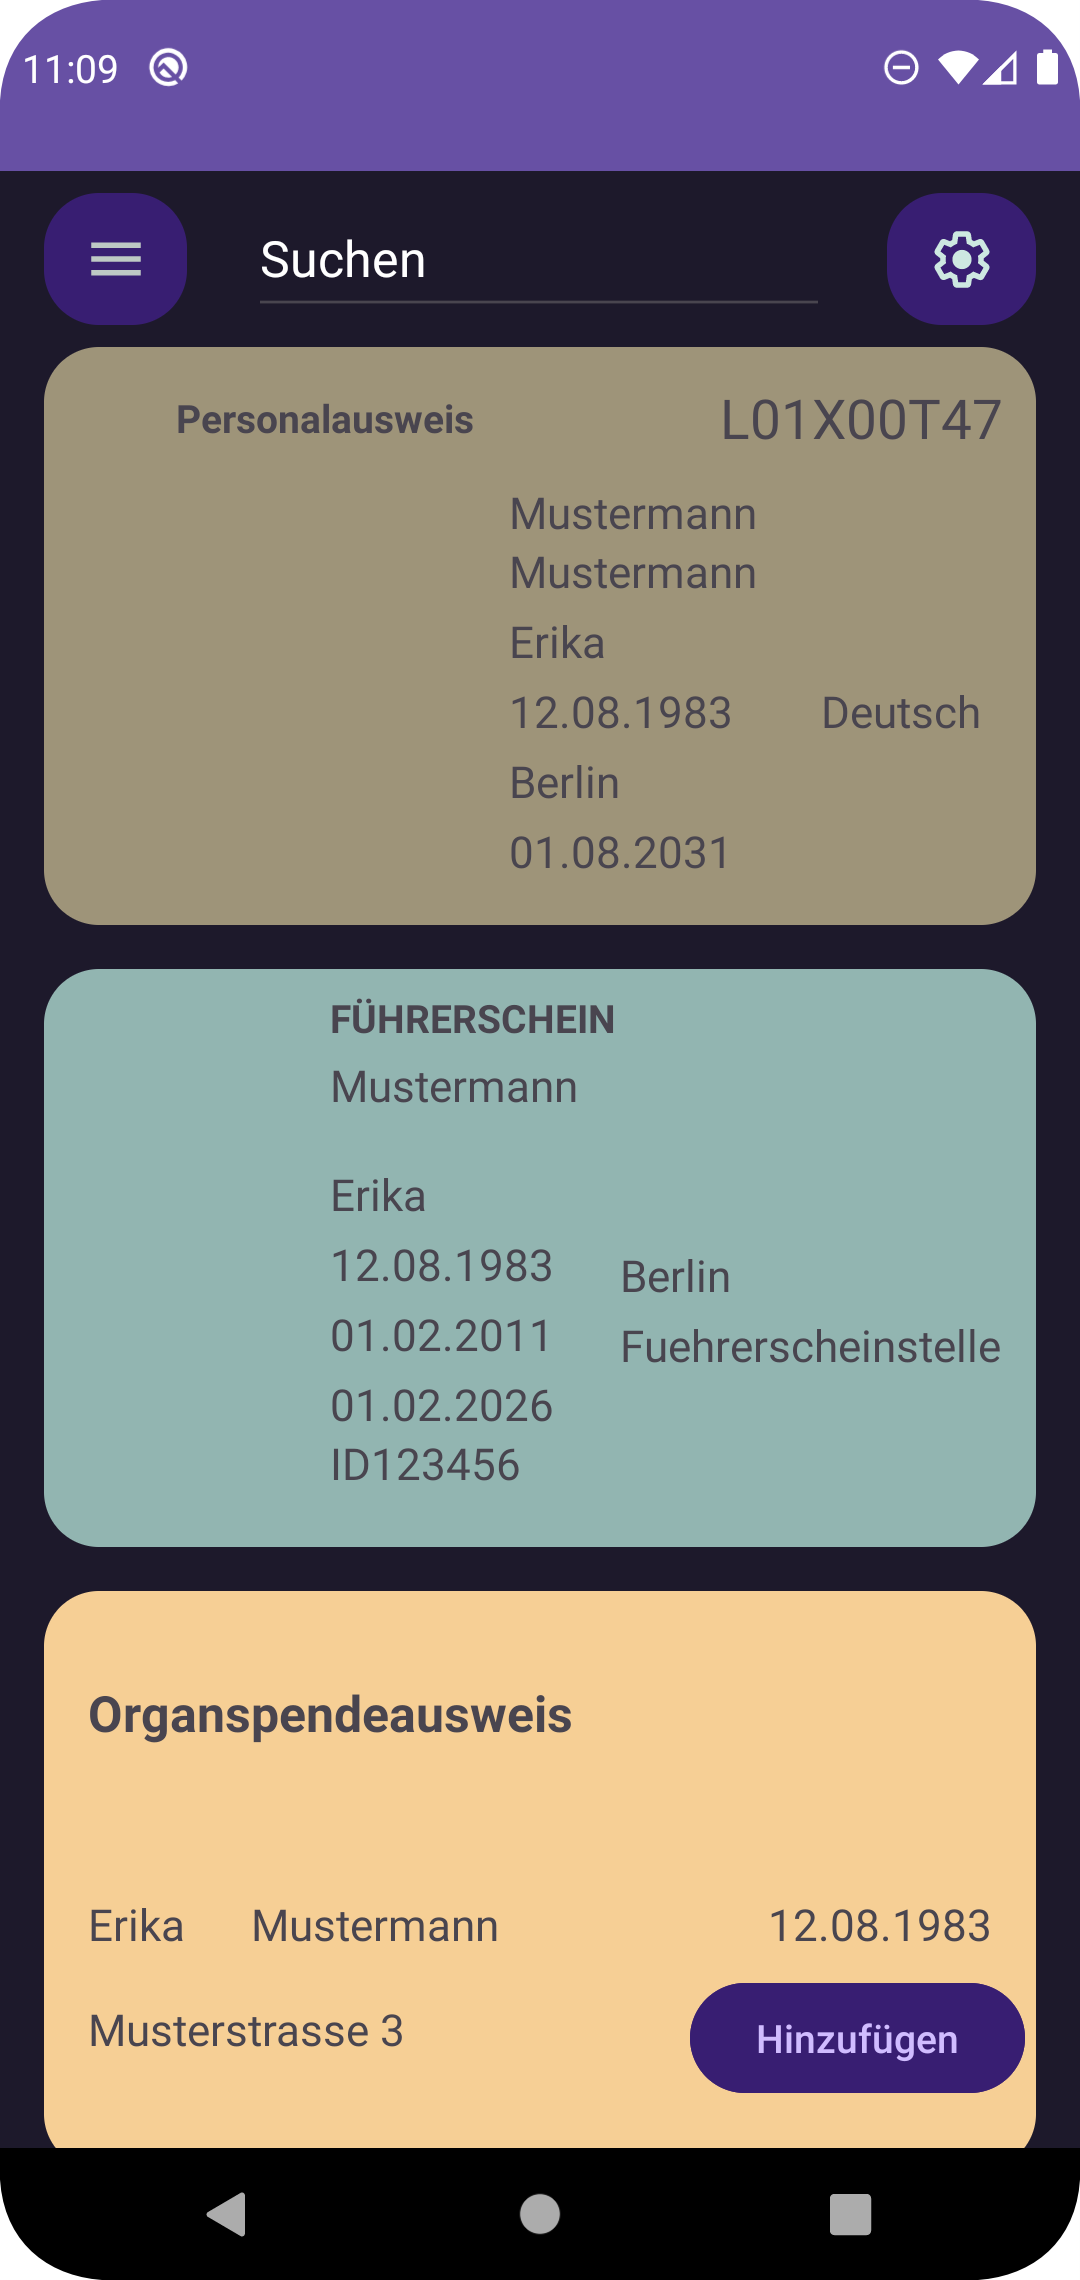 11:09
Suchen
Personalausweis L01X00T47
Mustermann
Mustermann
Erika
12.08.1983 Deutsch
Berlin
01.08.2031
FÜHRERSCHEIN
Mustermann
Erika
12.08.1983
Berlin
01.02.2011
Fuehrerscheinstelle
01.02.2026
ID123456
Organspendeausweis
Erika Mustermann 12.08.1983
Musterstrasse 3
Hinzufügen